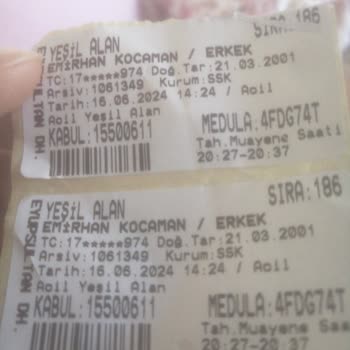 SIRA:186
YEŞİL ALAN
EMİRHAN KOCAMAN / ERKEK
TC:17*****974 Doğ.Tar:21.03.2001
Arsiv:1061349 Kurum:SSK
Tarih:16.06.2024 14:24 / Acil
Acil Yeşil Alan
KABUL:15500611
MEDULA:4FDG74T
Tah.Muayene Saati
20:27-20:37
EYÜPSULTAN DH.
SIRA:186
YEŞİL ALAN
EMİRHAN KOCAMAN / ERKEK
TC:17*****974 Doğ.Tar:21.03.2001
Arsiv:1061349 Kurum:SSK
Tarih:16.06.2024 14:24 / Acil
Acil Yeşil Alan
KABUL:15500611
MEDULA:4FDG74T
Tah.Muayene Saati
20:27-20:37